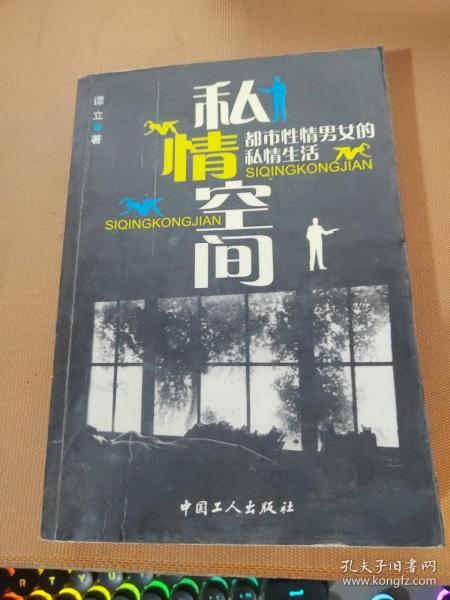 谭立 著
私情空间
都市性情男女的
私情生活
SIQINGKONGJIAN
SIQINGKONGJIAN
中国工人出版社
R T Y U
孔夫子旧书网
www.kongfz.com